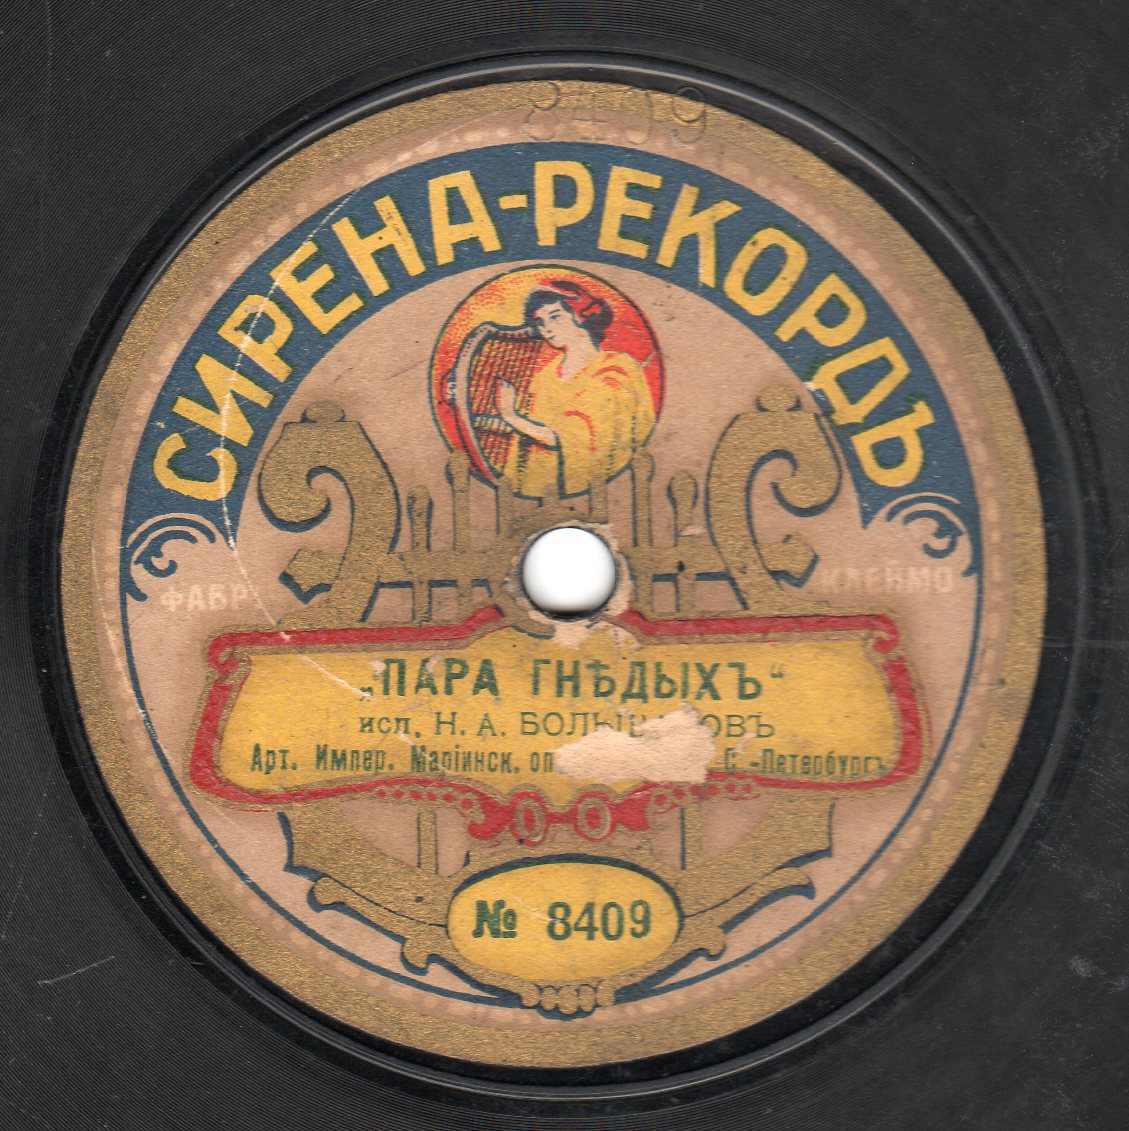 8409
СИРЕНА-РЕКОРДЪ
ФАБР КЛЕЙМО
„ПАРА ГНѢДЫХЪ“
исп. Н. А.
Арт. Импер. Маріинск. С -Петербургъ
№ 8409